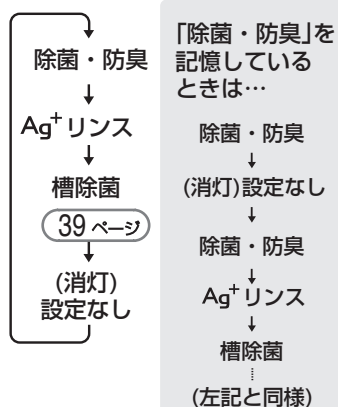 除菌・防臭
Ag⁺リンス
槽除菌
39 ページ
(消灯)
設定なし
「除菌・防臭」を
記憶している
ときは…
除菌・防臭
(消灯)設定なし
除菌・防臭
Ag⁺リンス
槽除菌
(左記と同様)